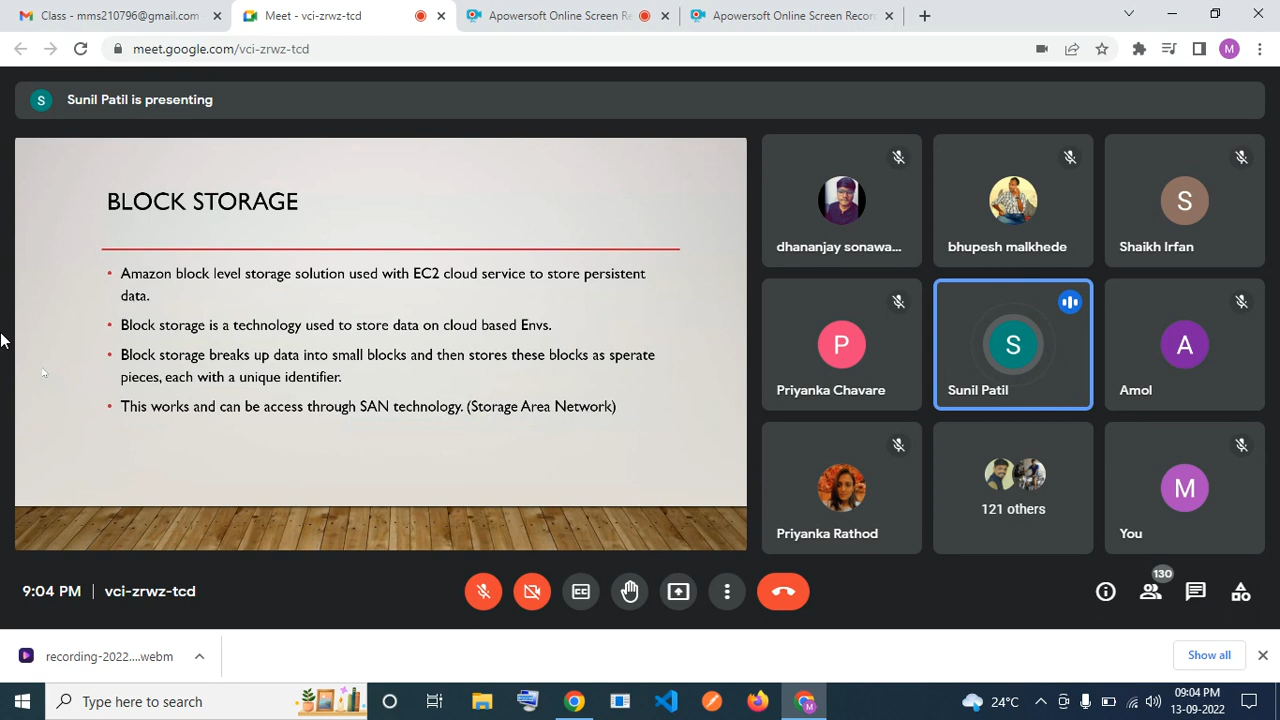 Class - mms210796@gmail.com
Meet - vci-zrwz-tcd
Apowersoft Online Screen Re
Apowersoft Online Screen Recor
meet.google.com/vci-zrwz-tcd
M
S
Sunil Patil is presenting
BLOCK STORAGE
• Amazon block level storage solution used with EC2 cloud service to store persistent
data.
• Block storage is a technology used to store data on cloud based Envs.
• Block storage breaks up data into small blocks and then stores these blocks as sperate
pieces, each with a unique identifier.
• This works and can be access through SAN technology. (Storage Area Network)
dhananjay sonawa...
bhupesh malkhede
S
Shaikh Irfan
P
Priyanka Chavare
S
Sunil Patil
A
Amol
Priyanka Rathod
121 others
M
You
9:04 PM | vci-zrwz-tcd
CC
130
recording-2022....webm
Show all
Type here to search
M
24°C
09:04 PM
13-09-2022